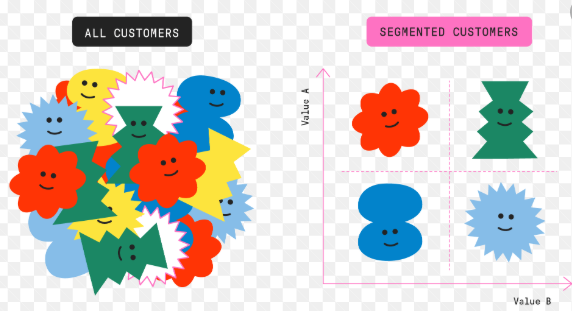 ALL CUSTOMERS
SEGMENTED CUSTOMERS
Value A
Value B